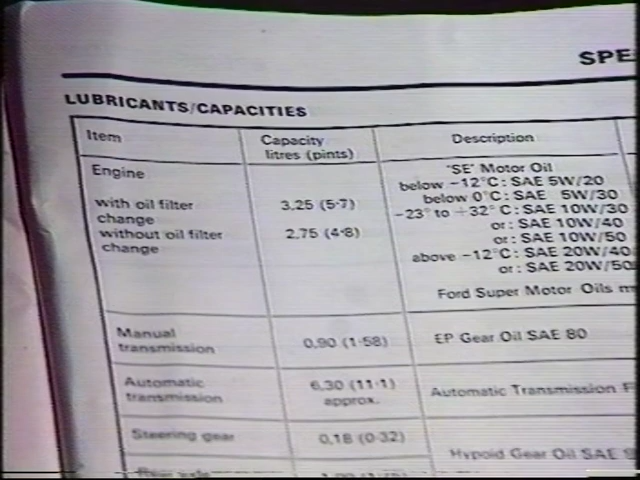 SPE
LUBRICANTS/CAPACITIES
Item
Capacity
litres (pints)
Description
Engine
with oil filter
change
3,25 (5·7)
without oil filter
change
2,75 (4·8)
'SE' Motor Oil
below −12°C: SAE 5W/20
below 0°C: SAE 5W/30
−23° to +32°C: SAE 10W/30
or: SAE 10W/40
or: SAE 10W/50
above −12°C: SAE 20W/40
or: SAE 20W/50
Ford Super Motor Oils m
Manual
transmission
0,90 (1·58)
EP Gear Oil SAE 80
Automatic
transmission
6,30 (11·1)
approx.
Automatic Transmission F
Steering gear
0,18 (0·32)
Hypoid Gear Oil SAE 9
Rear axle